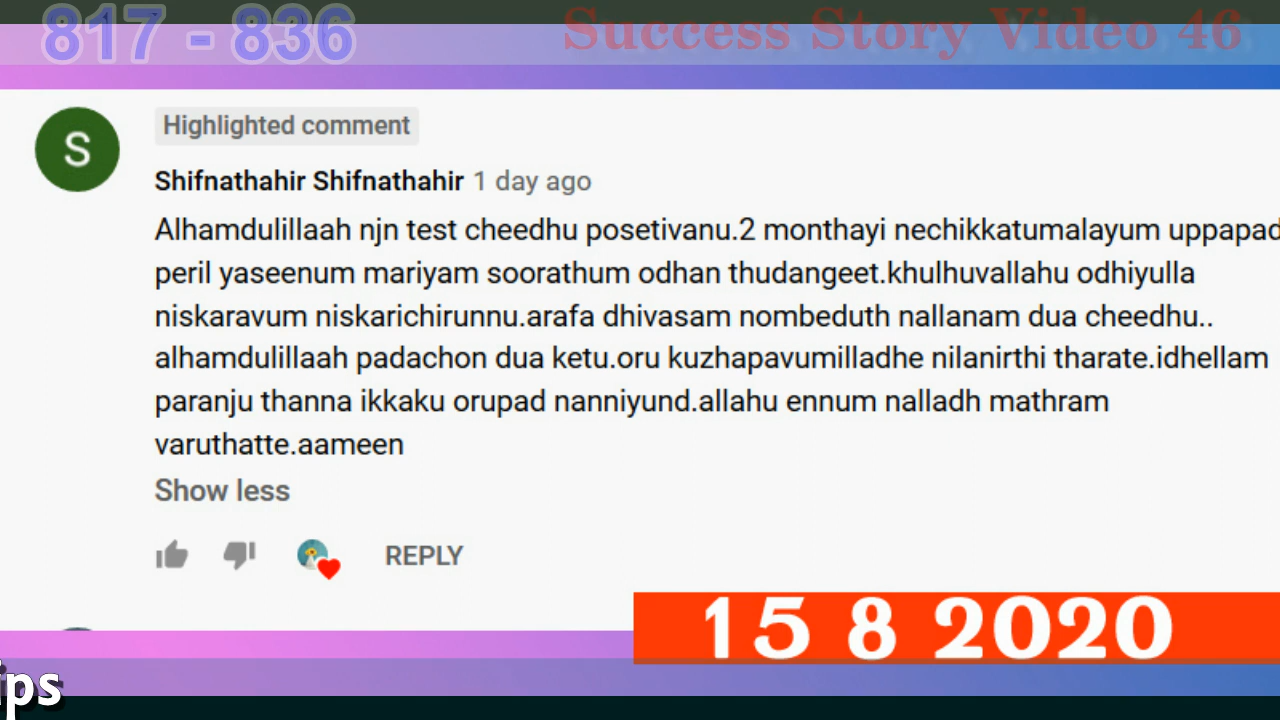 817 - 836
Success Story Video 46
Highlighted comment
S
Shifnathahir Shifnathahir 1 day ago
Alhamdulillaah njn test cheedhu posetivanu.2 monthayi nechikkatumalayum uppapad
peril yaseenum mariyam soorathum odhan thudangeet.khulhuvallahu odhiyulla
niskaravum niskarichirunnu.arafa dhivasam nombeduth nallanam dua cheedhu..
alhamdulillaah padachon dua ketu.oru kuzhapavumilladhe nilanirthi tharate.idhellam
paranju thanna ikkaku orupad nanniyund.allahu ennum nalladh mathram
varuthatte.aameen
Show less
REPLY
15 8 2020
ips